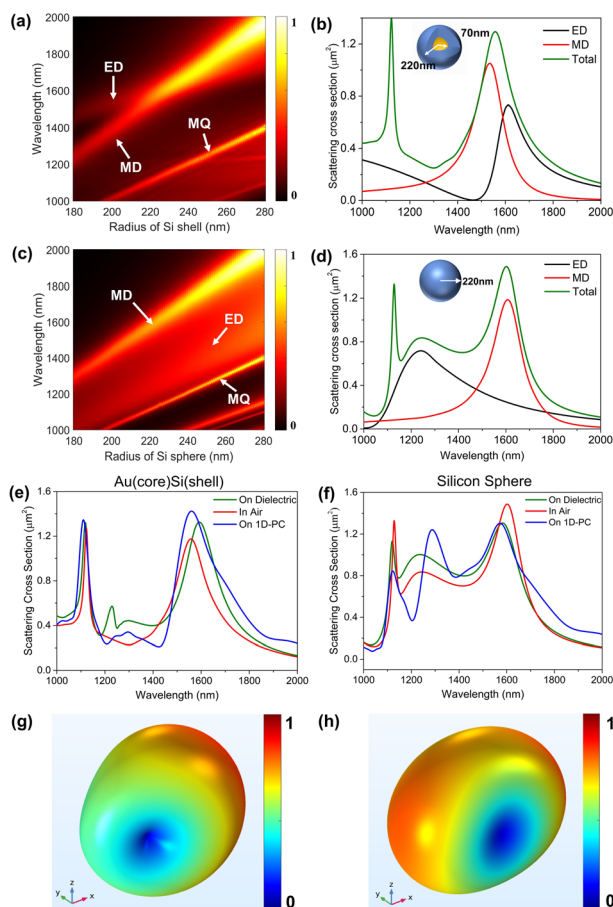 (a)
2000
1800
1600
1400
1200
1000
Wavelength (nm)
180 200 220 240 260 280
Radius of Si shell (nm)
ED
MD
MQ
1
0
(b)
1.2
0.8
0.4
0.0
Scattering cross section (μm²)
1000 1200 1400 1600 1800 2000
Wavelength (nm)
70nm
220nm
ED
MD
Total
(c)
2000
1800
1600
1400
1200
1000
Wavelength (nm)
180 200 220 240 260 280
Radius of Si sphere (nm)
MD
ED
MQ
1
0
(d)
1.6
1.2
0.8
0.4
0.0
Scattering cross section (μm²)
1000 1200 1400 1600 1800 2000
Wavelength (nm)
220nm
ED
MD
Total
Au(core)Si(shell)
(e)
1.6
1.2
0.8
0.4
0.0
Scattering Cross Section (μm²)
1000 1200 1400 1600 1800 2000
Wavelength (nm)
On Dielectric
In Air
On 1D-PC
Silicon Sphere
(f)
1.6
1.2
0.8
0.4
0.0
Scattering Cross Section (μm²)
1000 1200 1400 1600 1800 2000
Wavelength (nm)
On Dielectric
In Air
On 1D-PC
(g)
1
0
z
y
x
(h)
1
0
z
y
x